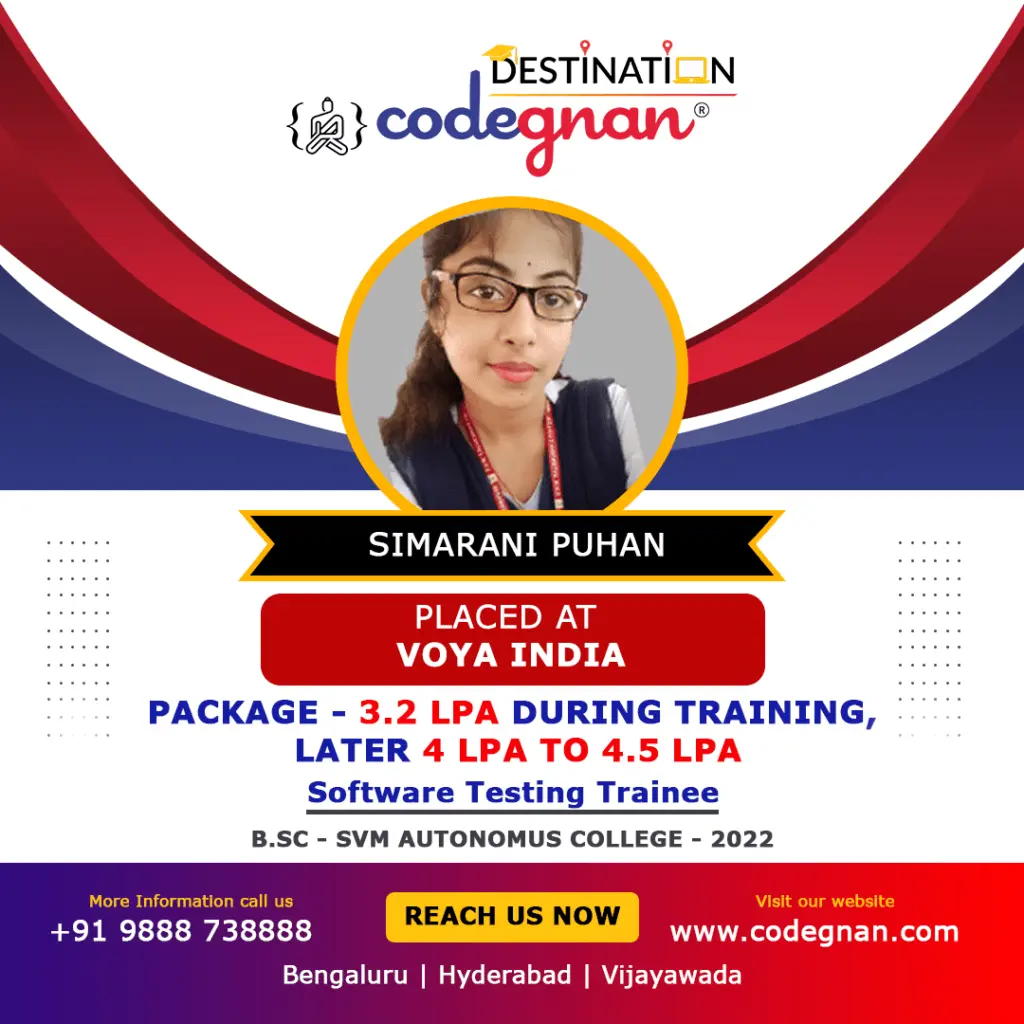 DESTINATION
codegnan®
SIMARANI PUHAN
PLACED AT
VOYA INDIA
PACKAGE - 3.2 LPA DURING TRAINING,
LATER 4 LPA TO 4.5 LPA
Software Testing Trainee
B.SC - SVM AUTONOMUS COLLEGE - 2022
More Information call us
+91 9888 738888
REACH US NOW
Visit our website
www.codegnan.com
Bengaluru | Hyderabad | Vijayawada